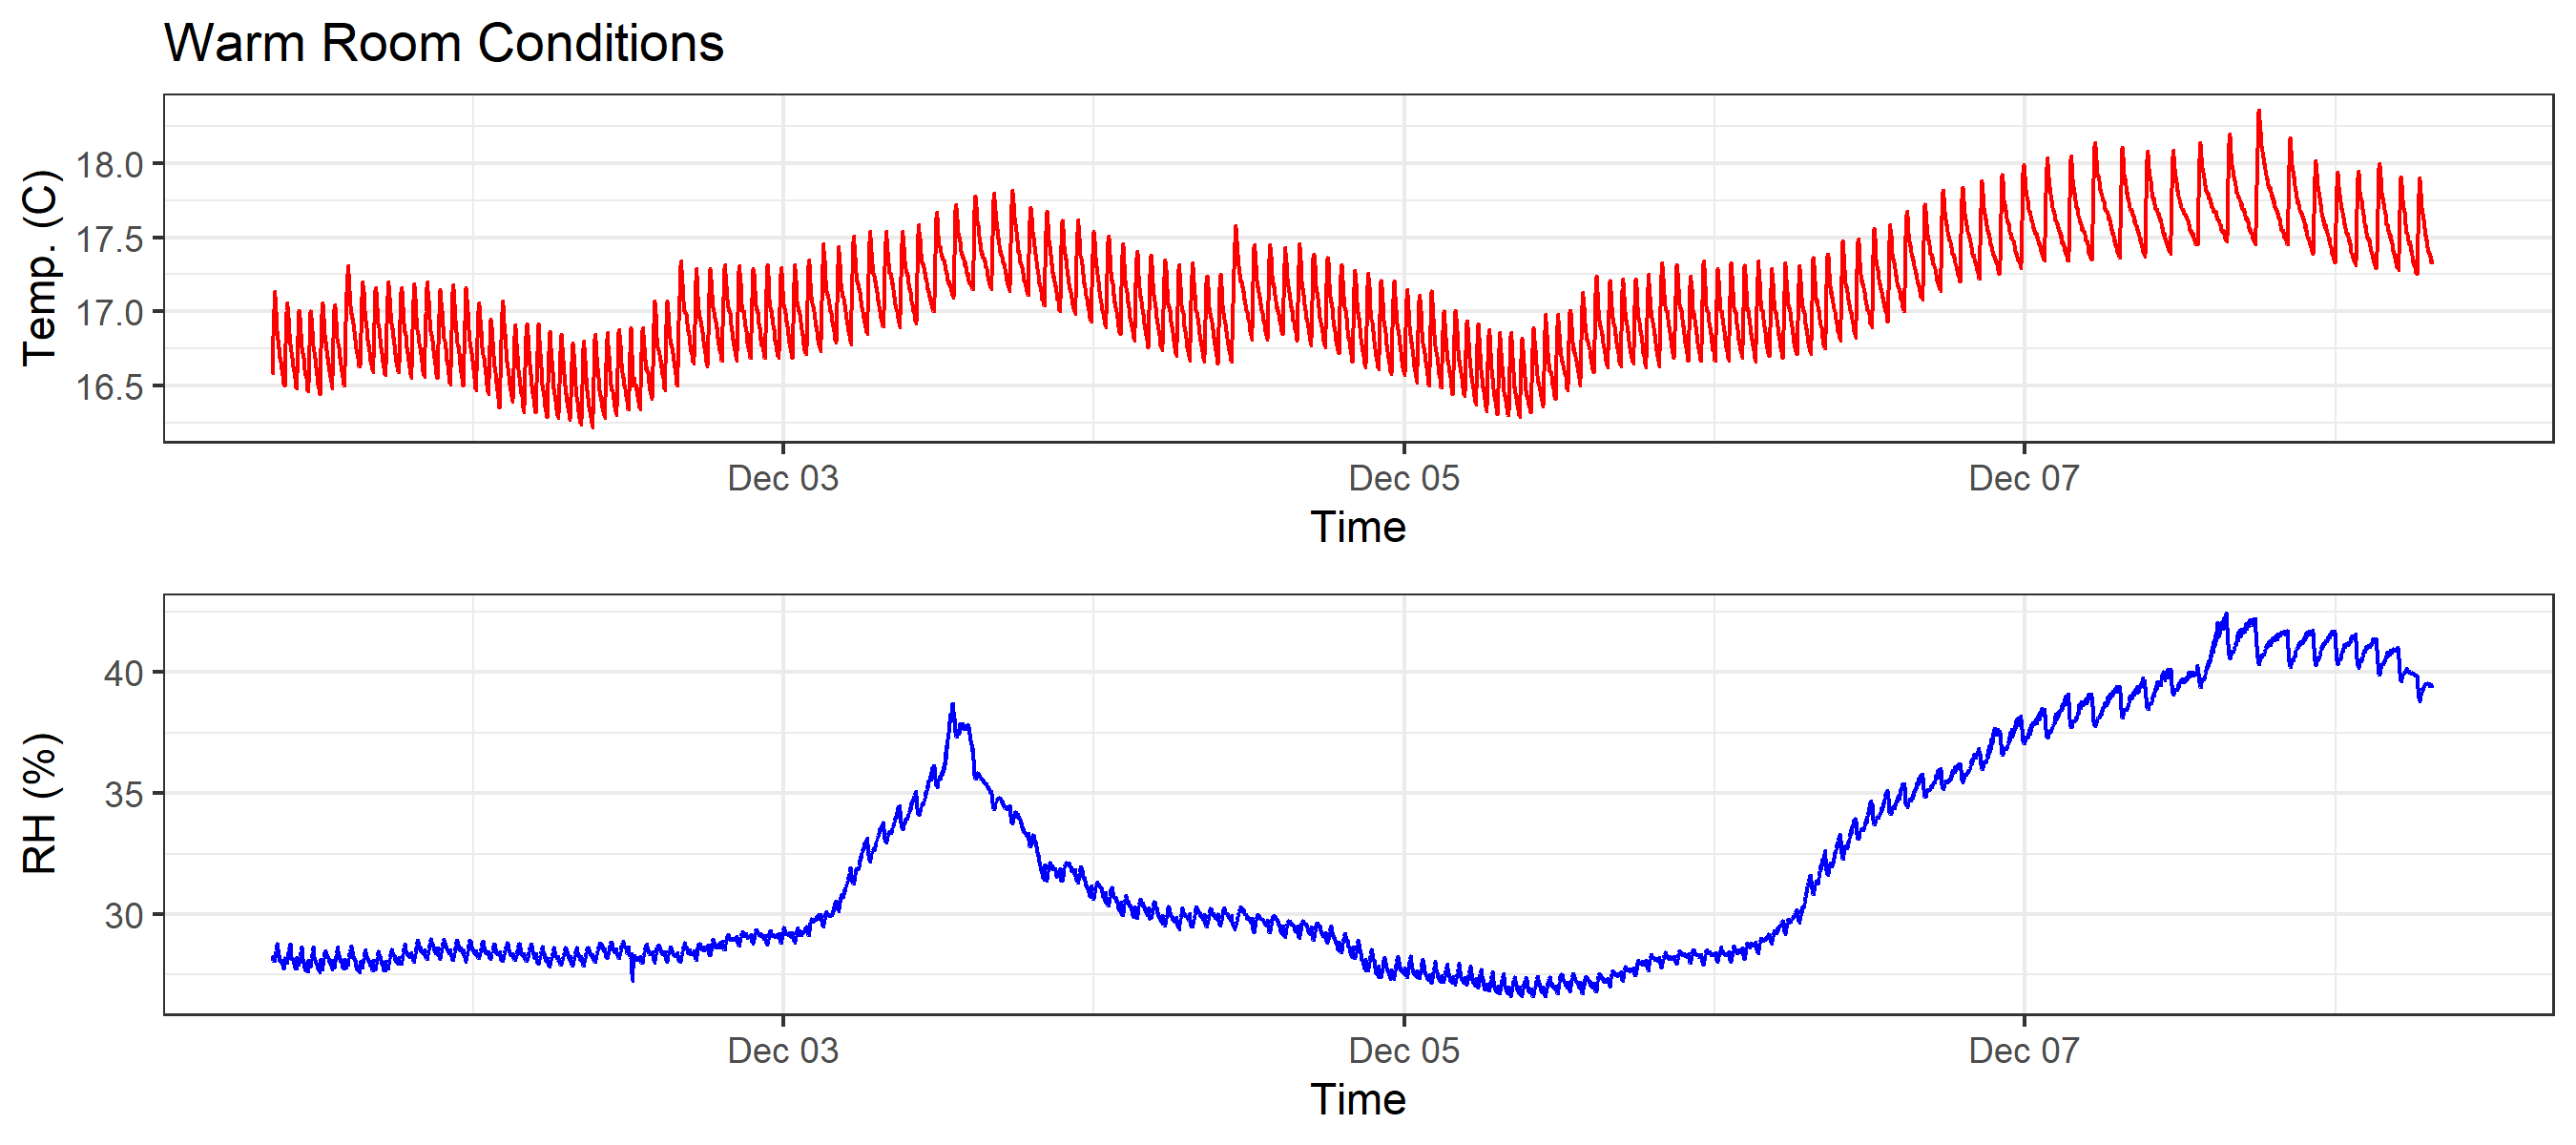 Warm Room Conditions
Temp. (C)
18.0
17.5
17.0
16.5
Dec 03 Dec 05 Dec 07
Time
RH (%)
40
35
30
Dec 03 Dec 05 Dec 07
Time